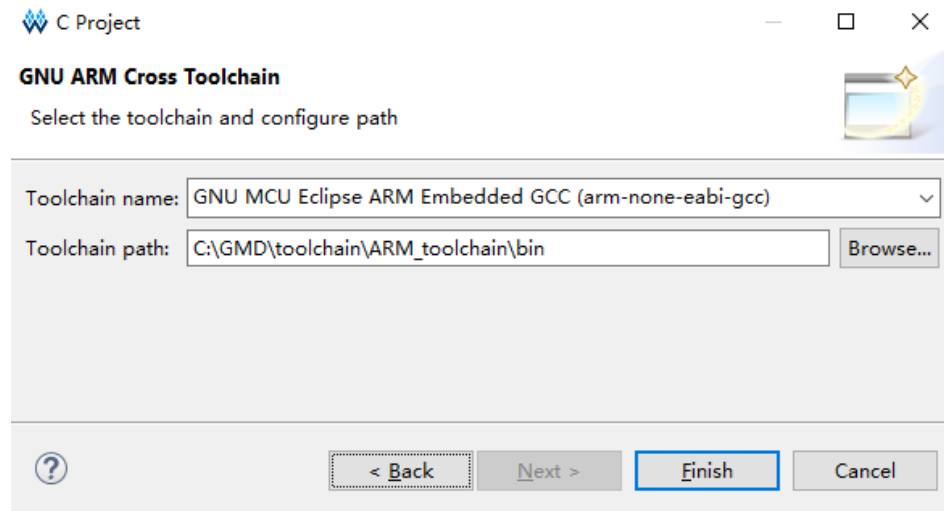 C Project
GNU ARM Cross Toolchain
Select the toolchain and configure path
Toolchain name: GNU MCU Eclipse ARM Embedded GCC (arm-none-eabi-gcc)
Toolchain path: C:\GMD\toolchain\ARM_toolchain\bin Browse...
? < Back Next > Finish Cancel